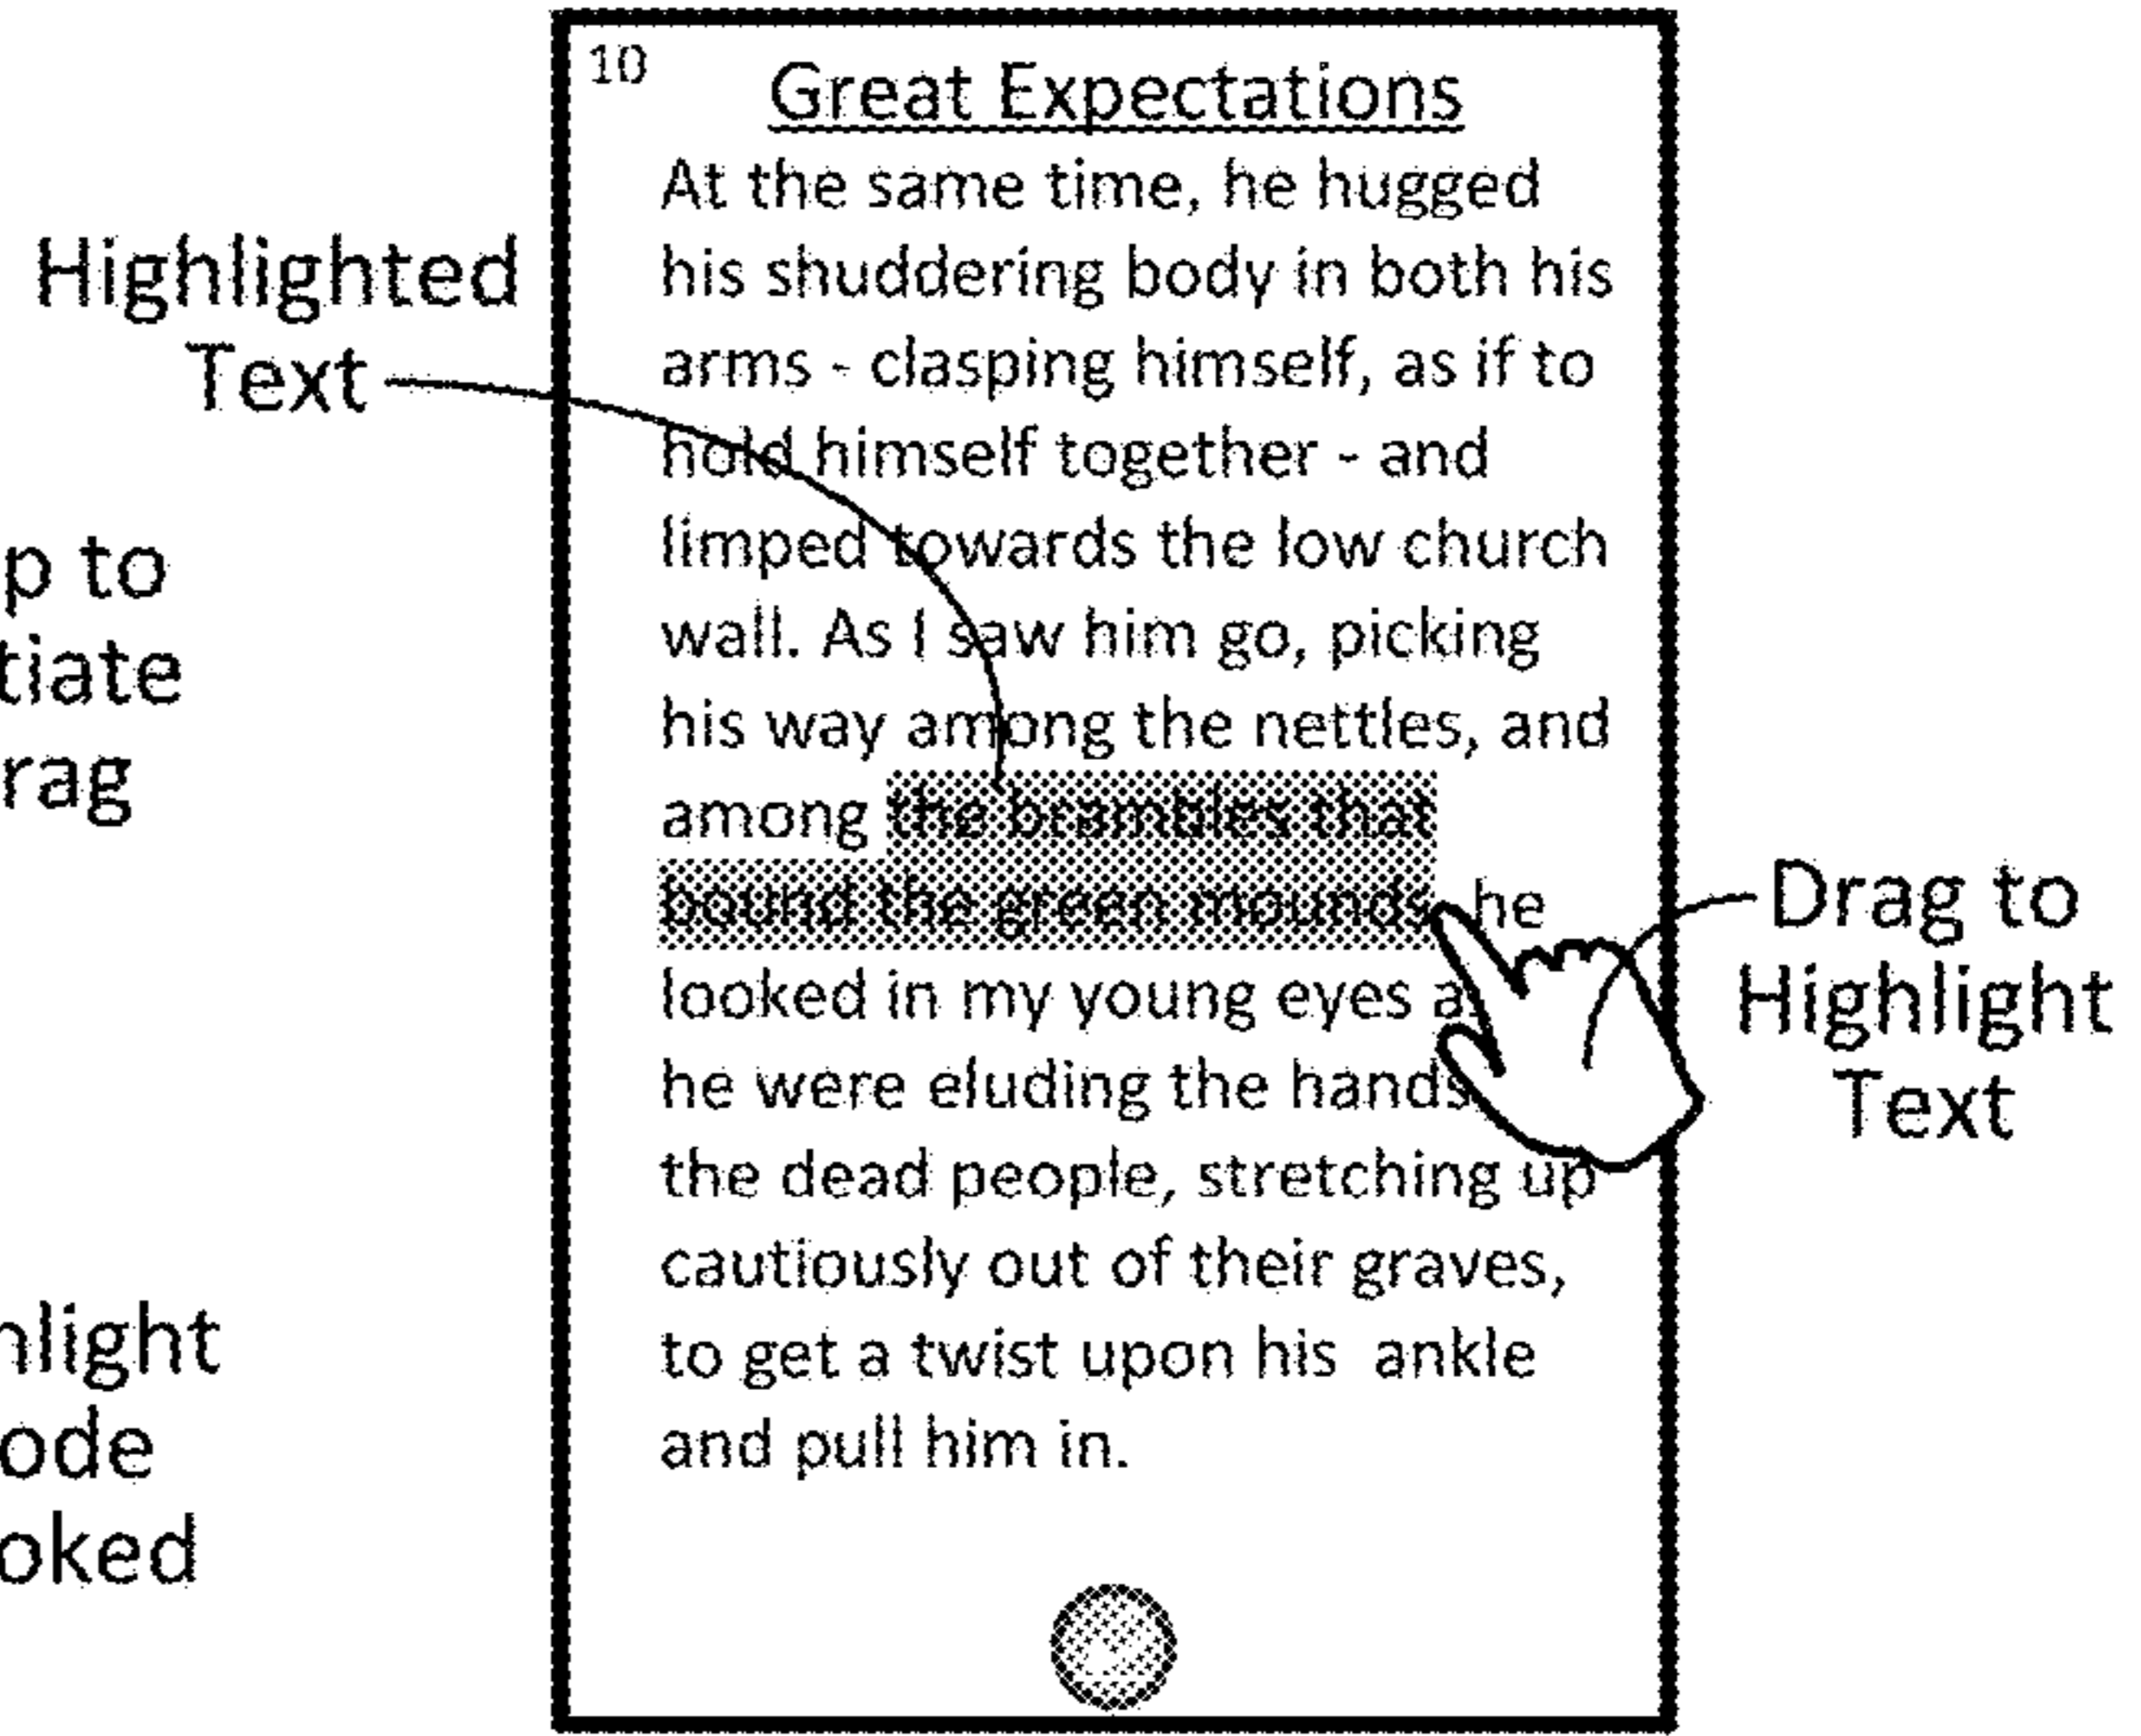 10
Great Expectations
At the same time, he hugged
his shuddering body in both his
arms - clasping himself, as if to
hold himself together - and
limped towards the low church
wall. As I saw him go, picking
his way among the nettles, and
among the brambles that
bound the green mounds, he
looked in my young eyes a
he were eluding the hands
the dead people, stretching up
cautiously out of their graves,
to get a twist upon his ankle
and pull him in.
Highlighted
Text
p to
tiate
rag
hlight
ode
oked
Drag to
Highlight
Text